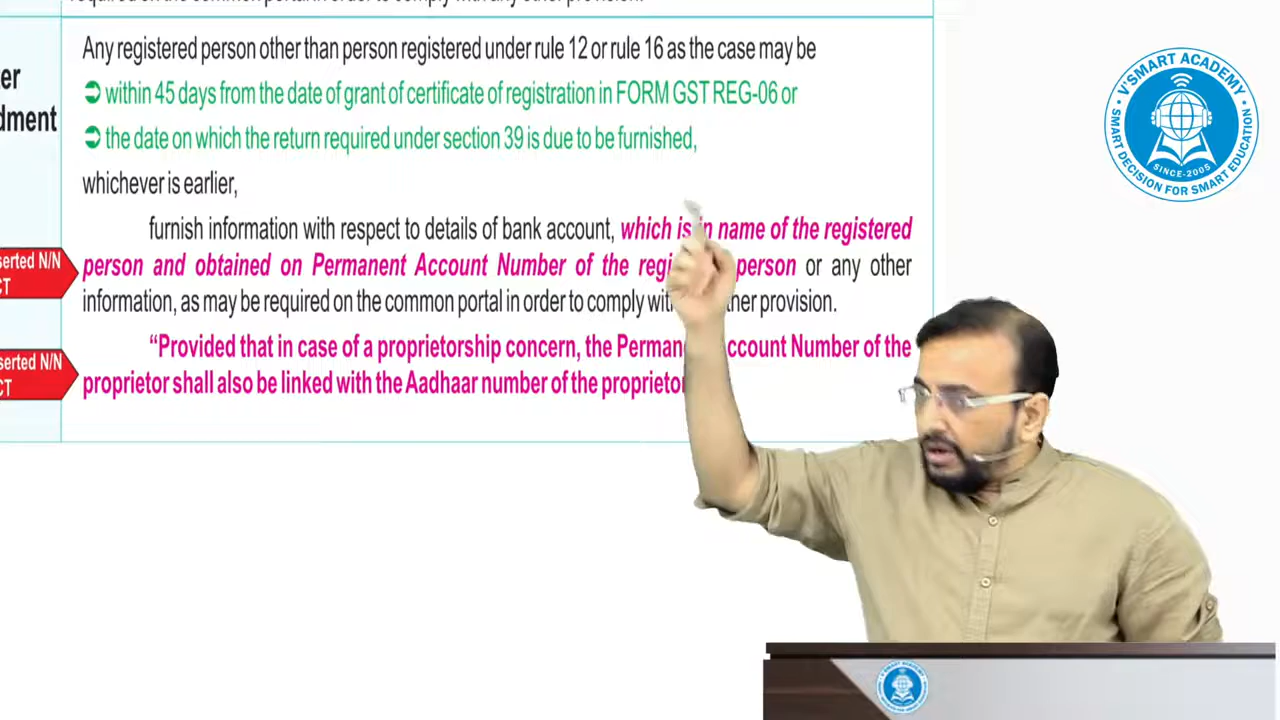 Any registered person other than person registered under rule 12 or rule 16 as the case may be
➲ within 45 days from the date of grant of certificate of registration in FORM GST REG-06 or
➲ the date on which the return required under section 39 is due to be furnished,
whichever is earlier,
furnish information with respect to details of bank account, which is in name of the registered
person and obtained on Permanent Account Number of the person or any other
information, as may be required on the common portal in order to comply provision.
"Provided that in case of a proprietorship concern, the Account Number of the
proprietor shall also be linked with the Aadhaar number of the
er
dment
serted N/N
CT
serted N/N
CT
V'SMART ACADEMY
SMART DECISION FOR SMART EDUCATION
SINCE-2005